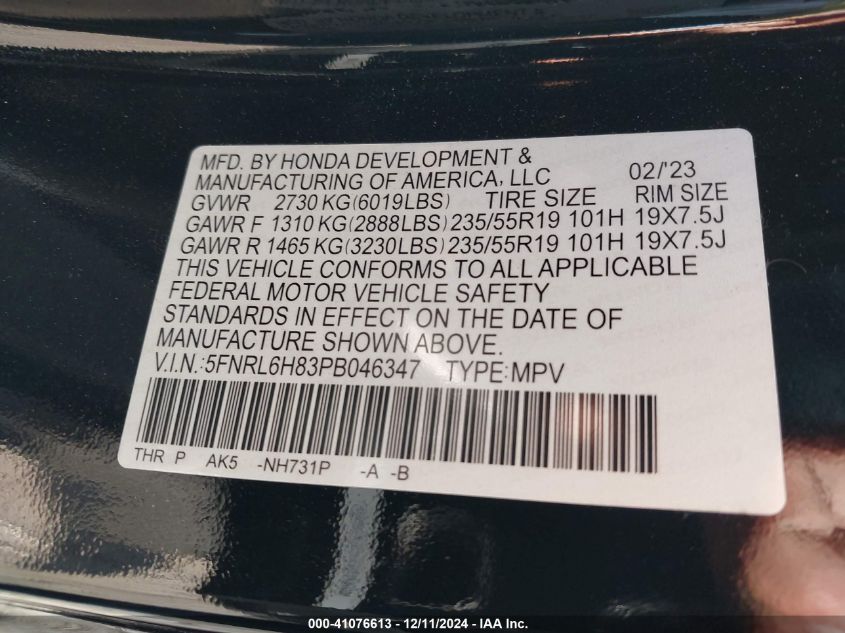 MFD. BY HONDA DEVELOPMENT &
MANUFACTURING OF AMERICA, LLC 02/'23
GVWR 2730 KG(6019LBS) TIRE SIZE RIM SIZE
GAWR F 1310 KG(2888LBS) 235/55R19 101H 19X7.5J
GAWR R 1465 KG(3230LBS) 235/55R19 101H 19X7.5J
THIS VEHICLE CONFORMS TO ALL APPLICABLE
FEDERAL MOTOR VEHICLE SAFETY
STANDARDS IN EFFECT ON THE DATE OF
MANUFACTURE SHOWN ABOVE.
V.I.N.:5FNRL6H83PB046347 TYPE:MPV
THR P AK5 -NH731P -A -B
000-41076613 - 12/11/2024 - IAA Inc.